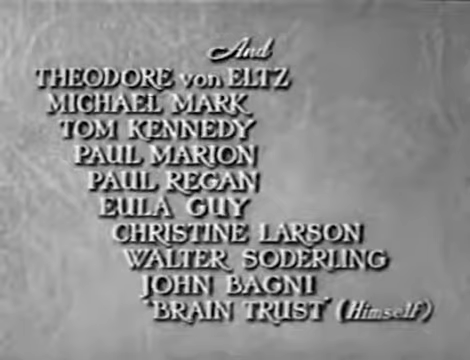 And
THEODORE von ELTZ
MICHAEL MARK
TOM KENNEDY
PAUL MARION
PAUL REGAN
EULA GUY
CHRISTINE LARSON
WALTER SODERLING
JOHN BAGNI
"BRAIN TRUST" (Himself)